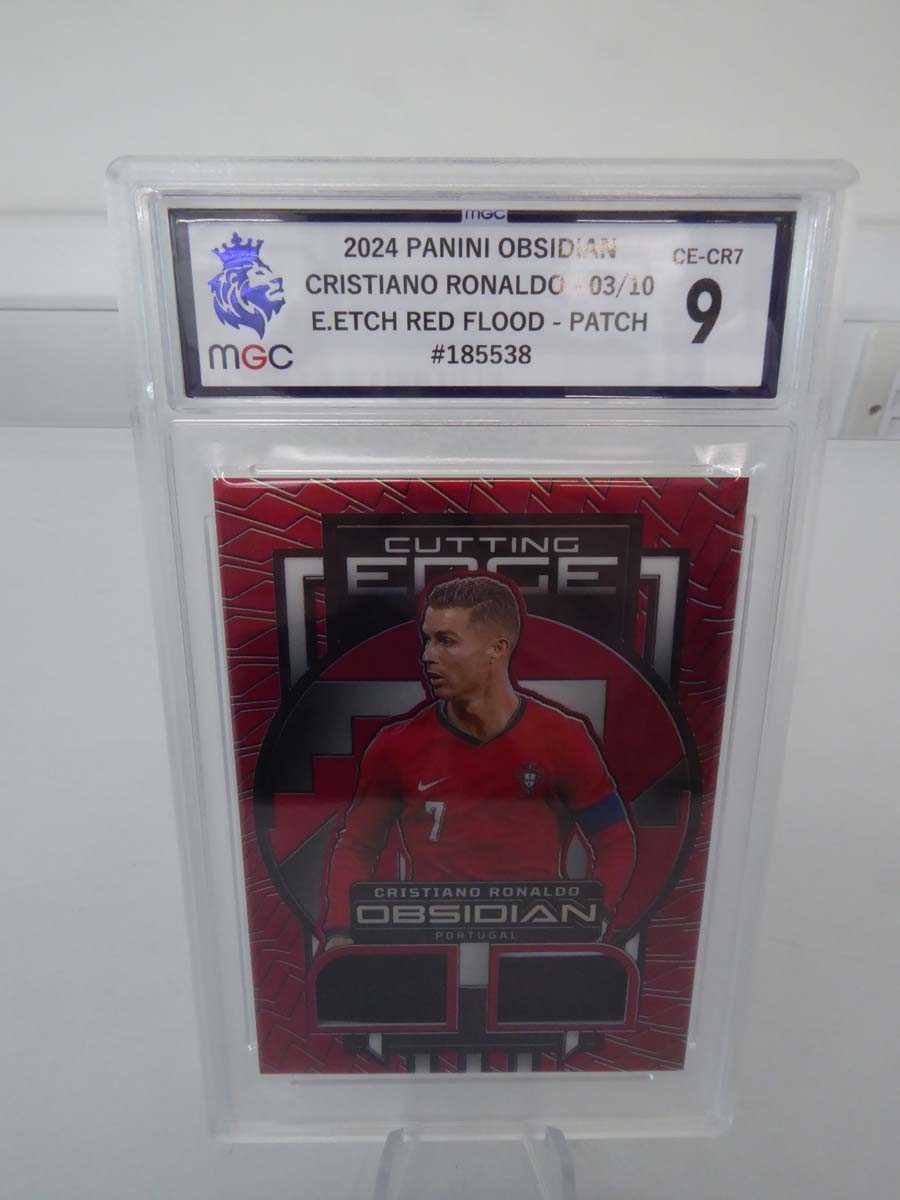 MGC
2024 PANINI OBSIDIAN
CRISTIANO RONALDO - 03/10
E.ETCH RED FLOOD - PATCH
#185538
CE-CR7
9
MGC
CUTTING
EDGE
7
CRISTIANO RONALDO
OBSIDIAN
PORTUGAL